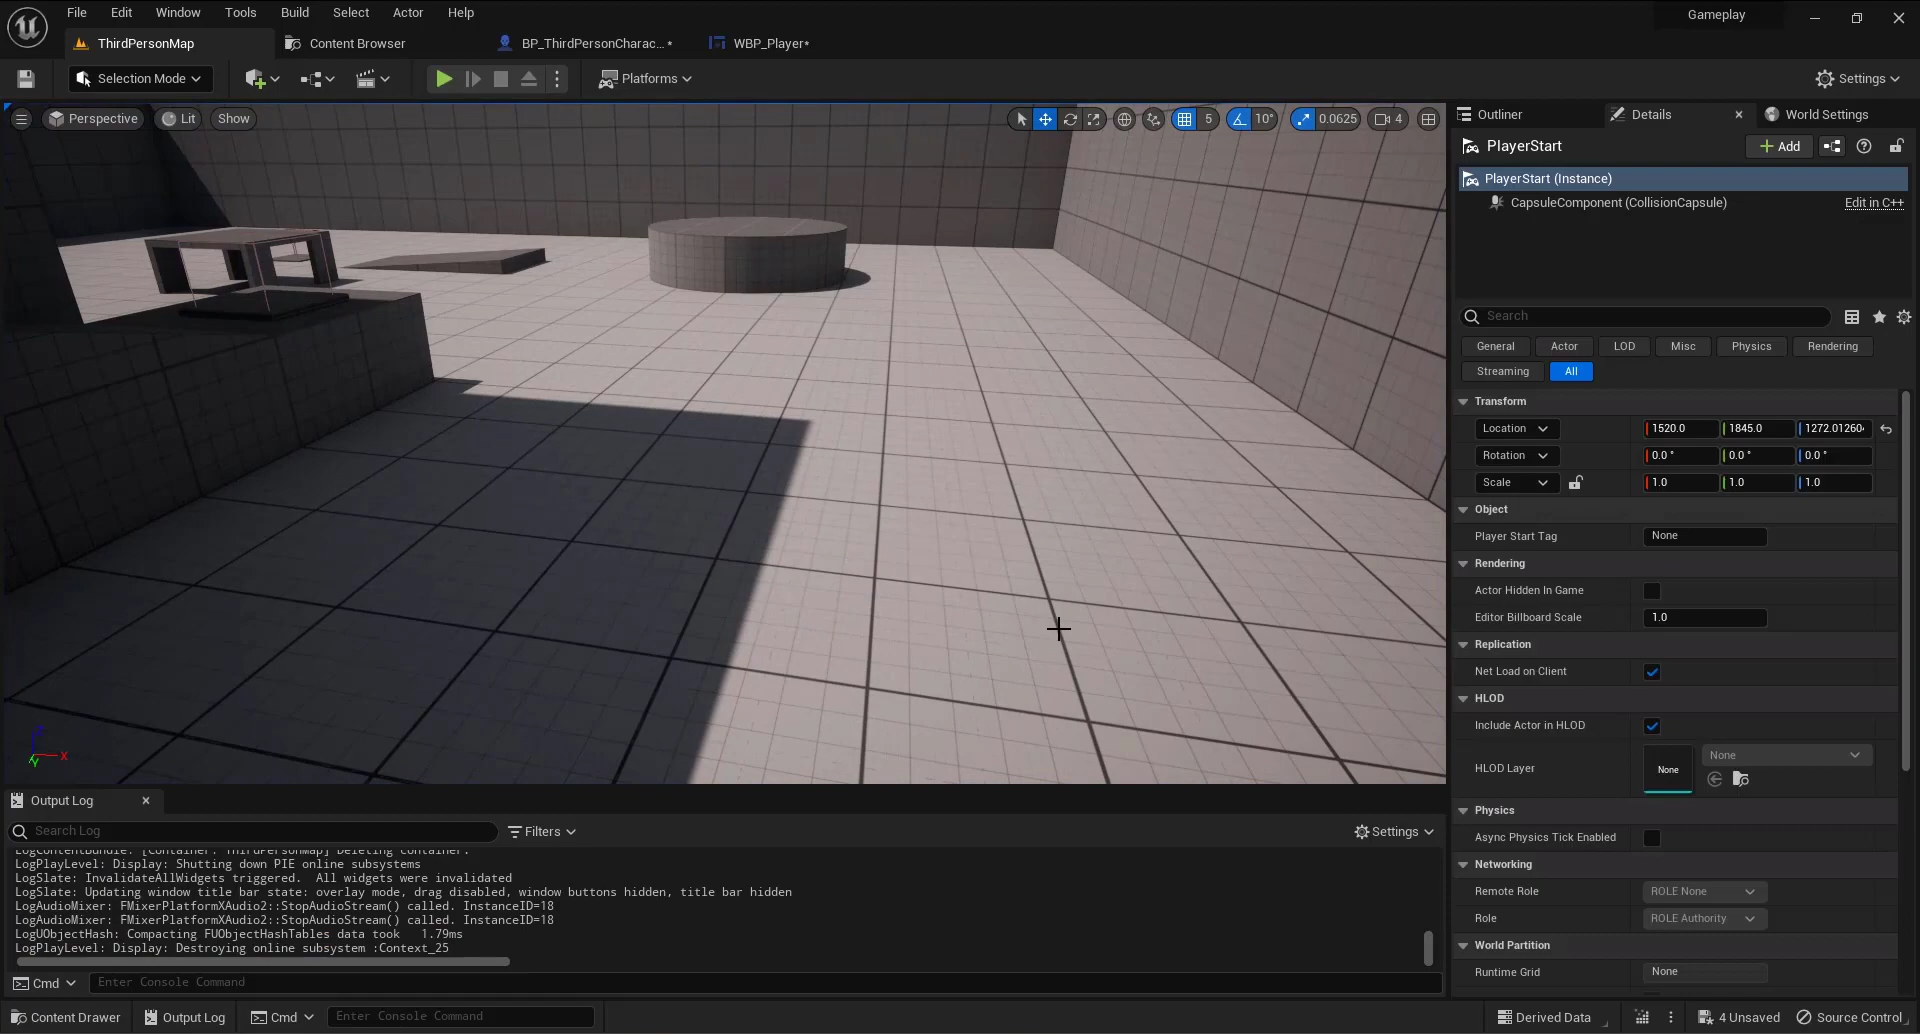 File Edit Window Tools Build Select Actor Help
Gameplay
ThirdPersonMap Content Browser BP_ThirdPersonCharac...* WBP_Player*
Selection Mode Platforms Settings
Perspective Lit Show 5 10° 0.0625 4
Outliner Details World Settings
PlayerStart Add
PlayerStart (Instance)
CapsuleComponent (CollisionCapsule) Edit in C++
Search
General Actor LOD Misc Physics Rendering
Streaming All
Transform
Location 1520.0 1845.0 1272.01260
Rotation 0.0 ° 0.0 ° 0.0 °
Scale 1.0 1.0 1.0
Object
Player Start Tag None
Rendering
Actor Hidden In Game
Editor Billboard Scale 1.0
Replication
Net Load on Client
HLOD
Include Actor in HLOD
HLOD Layer None None
Physics
Async Physics Tick Enabled
Networking
Remote Role ROLE None
Role ROLE Authority
World Partition
Runtime Grid None
Z X Y
Output Log
Search Log Filters Settings
LogContentBundle: [Container: ThirdPersonMap] Deleting container.
LogPlayLevel: Display: Shutting down PIE online subsystems
LogSlate: InvalidateAllWidgets triggered.  All widgets were invalidated
LogSlate: Updating window title bar state: overlay mode, drag disabled, window buttons hidden, title bar hidden
LogAudioMixer: FMixerPlatformXAudio2::StopAudioStream() called. InstanceID=18
LogAudioMixer: FMixerPlatformXAudio2::StopAudioStream() called. InstanceID=18
LogUObjectHash: Compacting FUObjectHashTables data took   1.79ms
LogPlayLevel: Display: Destroying online subsystem :Context_25
Cmd Enter Console Command
Content Drawer Output Log Cmd Enter Console Command Derived Data 4 Unsaved Source Control